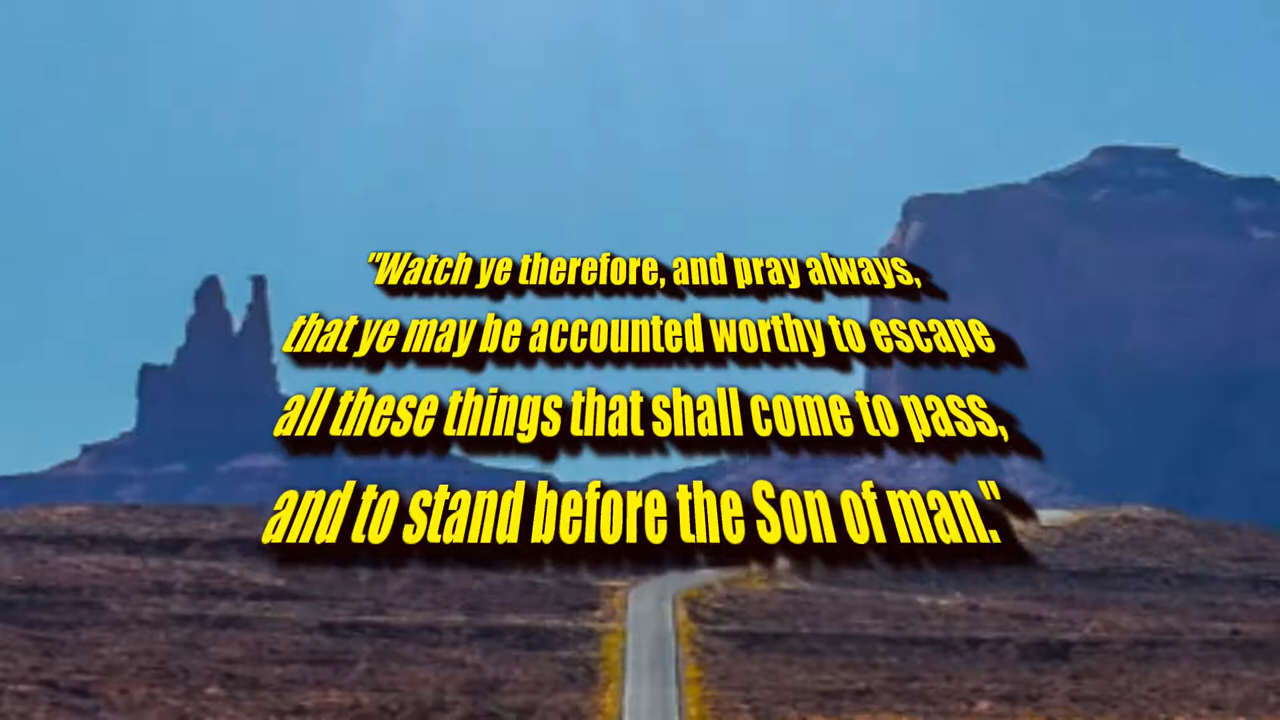 "Watch ye therefore, and pray always,
that ye may be accounted worthy to escape
all these things that shall come to pass,
and to stand before the Son of man."